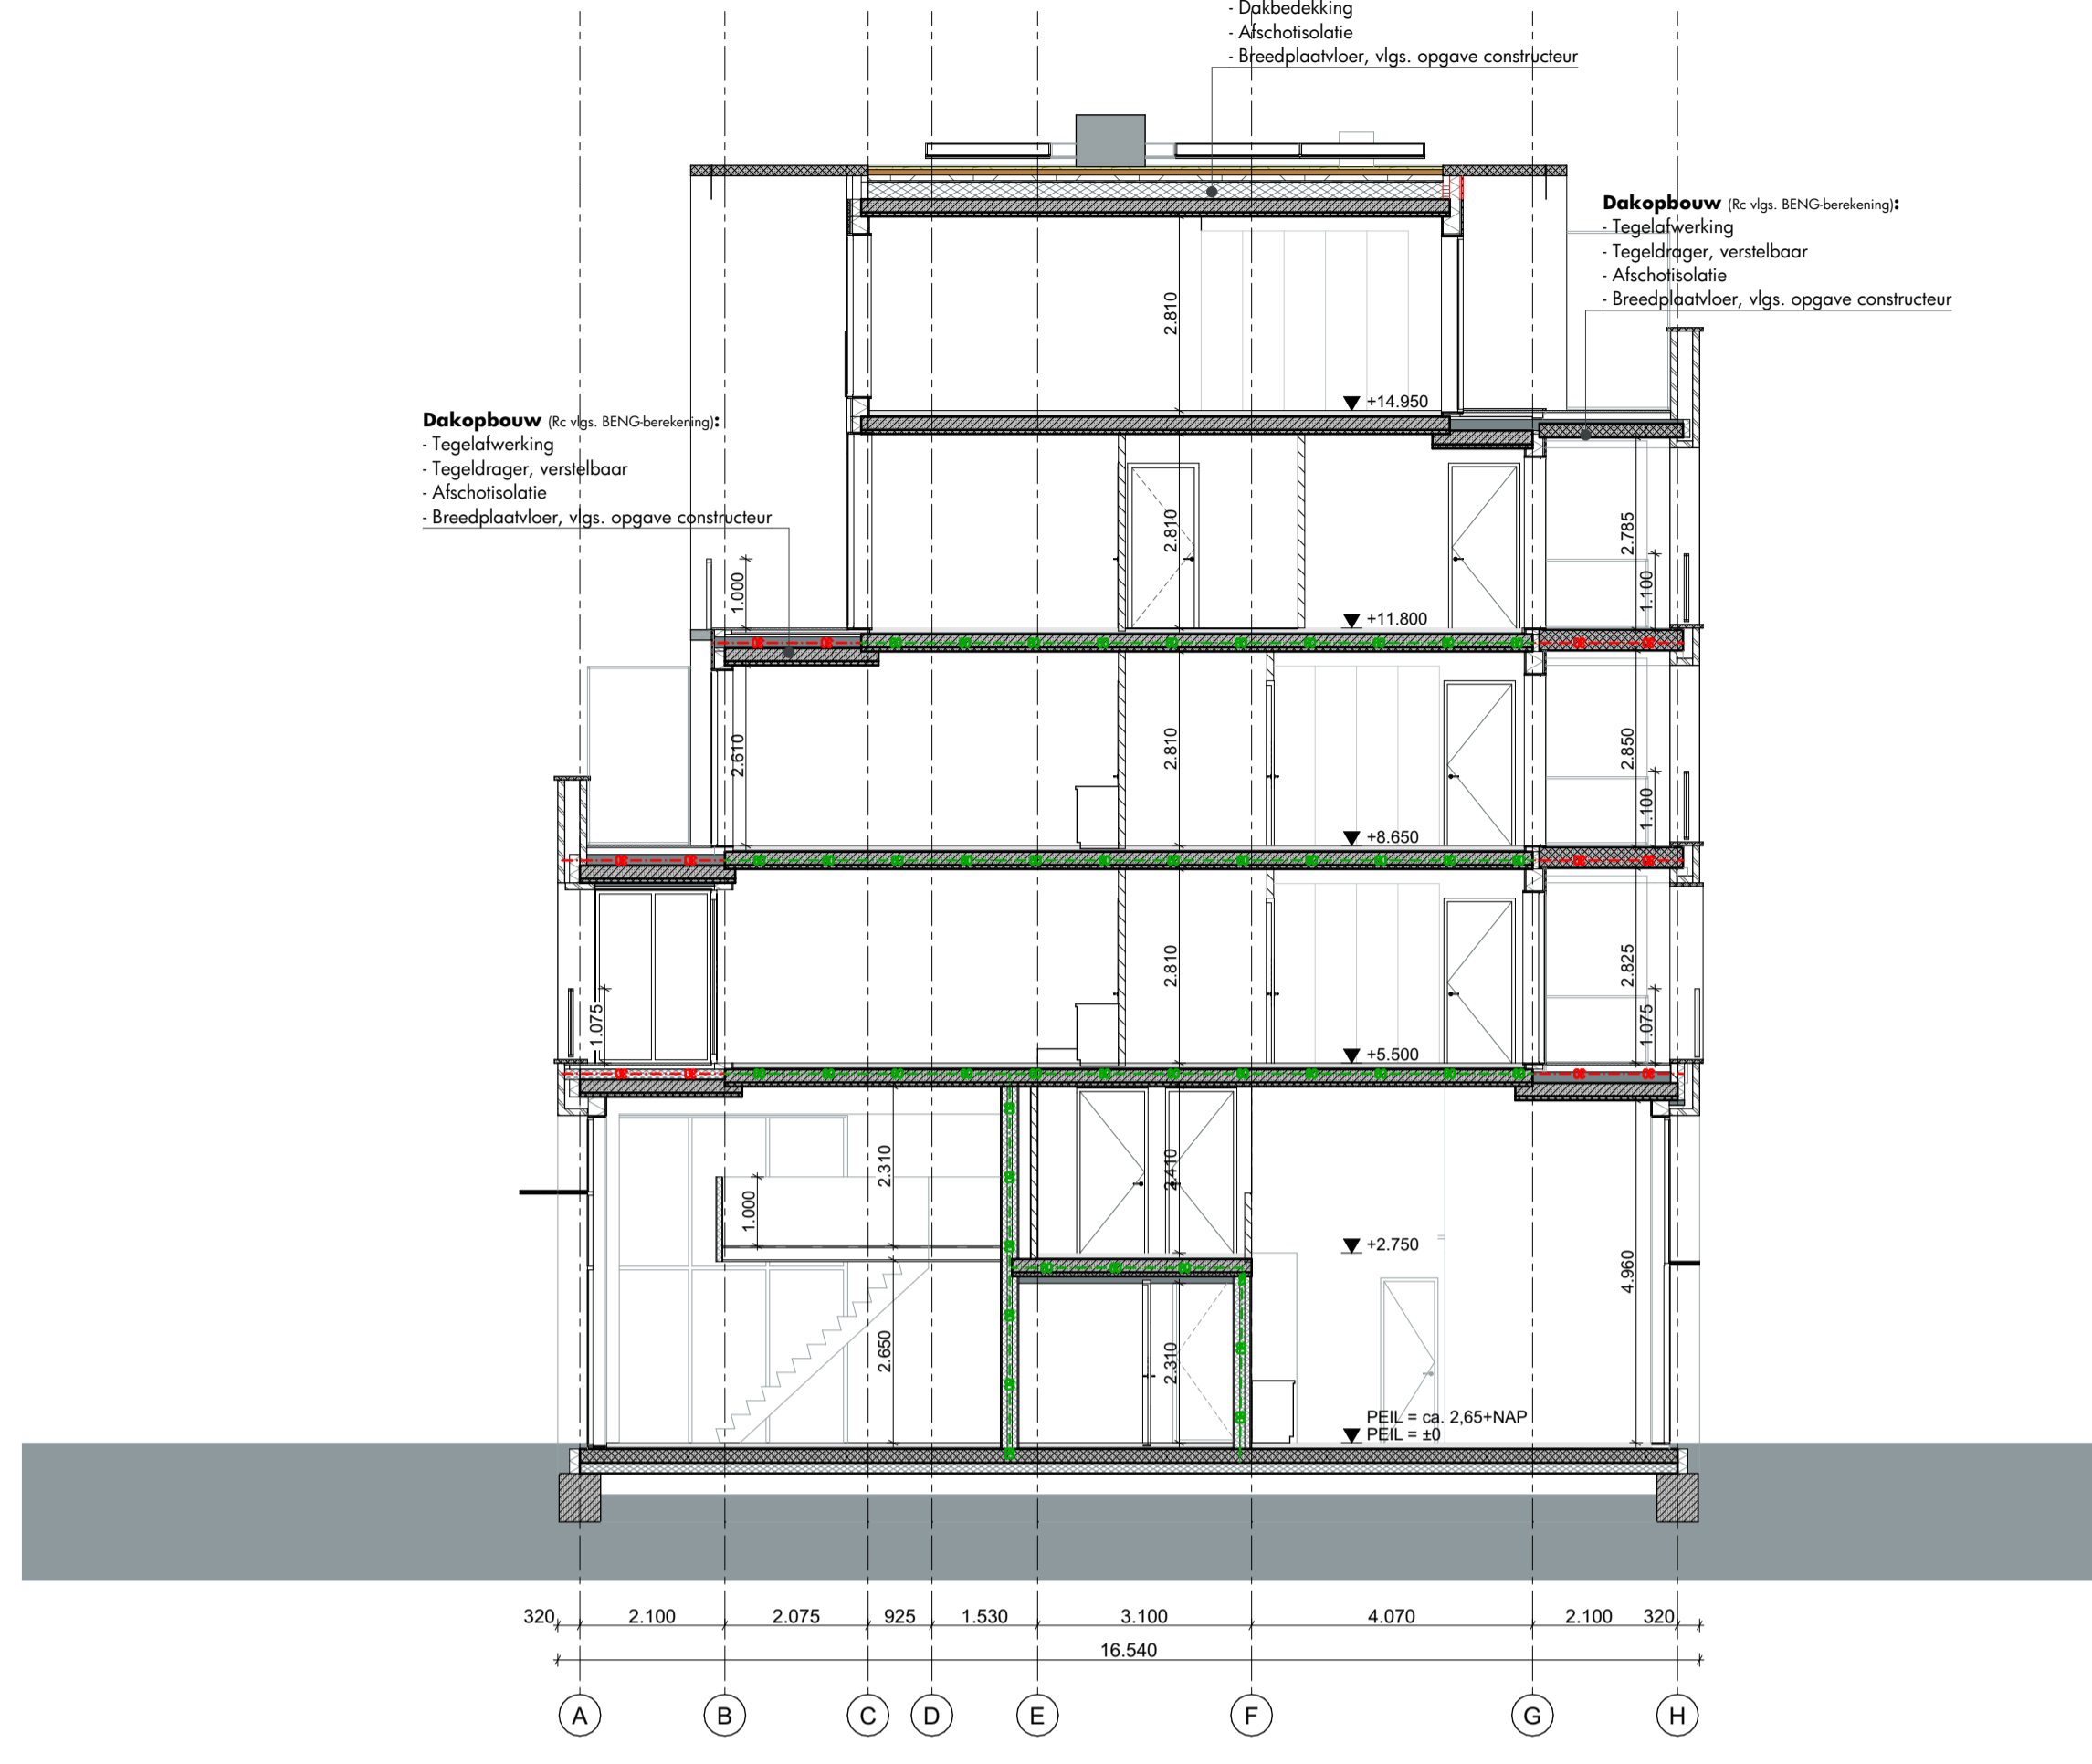 - Dakbedekking
- Afschotisolatie
- Breedplaatvloer, vlgs. opgave constructeur
Dakopbouw (Rc vlgs. BENG-berekening):
- Tegelafwerking
- Tegeldrager, verstelbaar
- Afschotisolatie
- Breedplaatvloer, vlgs. opgave constructeur
2.810
+14.950
Dakopbouw (Rc vlgs. BENG-berekening):
- Tegelafwerking
- Tegeldrager, verstelbaar
- Afschotisolatie
- Breedplaatvloer, vlgs. opgave constructeur
1.000
2.810
2.785
1.100
+11.800
2.610
2.810
2.850
1.100
+8.650
1.075
2.810
2.825
1.075
+5.500
1.000
2.310
2.410
+2.750
4.960
2.650
2.310
PEIL = ca. 2,65+NAP
PEIL = ±0
320 2.100 2.075 925 1.530 3.100 4.070 2.100 320
16.540
A B C D E F G H